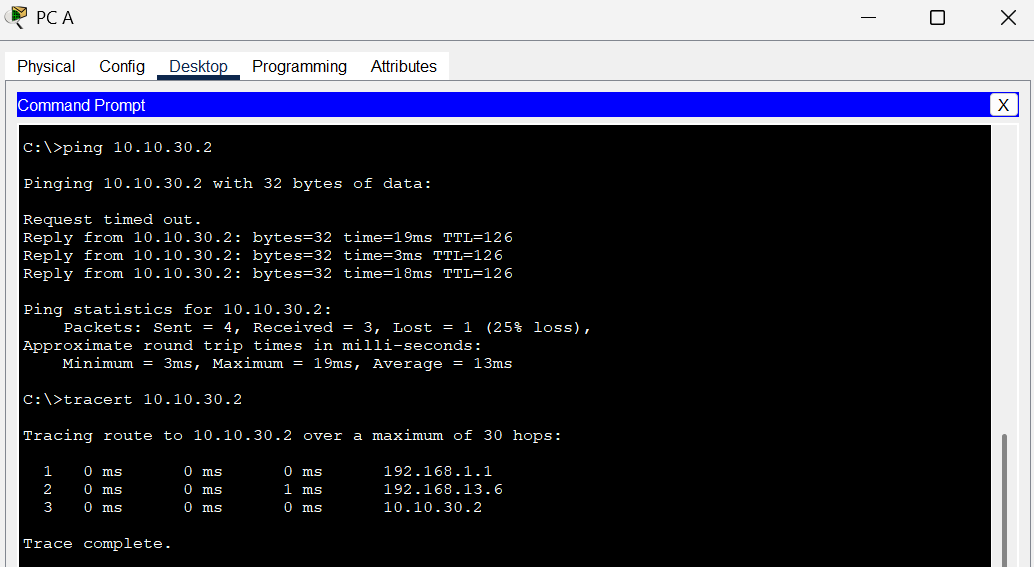 PC A
Physical Config Desktop Programming Attributes
Command Prompt X
C:\>ping 10.10.30.2
Pinging 10.10.30.2 with 32 bytes of data:
Request timed out.
Reply from 10.10.30.2: bytes=32 time=19ms TTL=126
Reply from 10.10.30.2: bytes=32 time=3ms TTL=126
Reply from 10.10.30.2: bytes=32 time=18ms TTL=126
Ping statistics for 10.10.30.2:
    Packets: Sent = 4, Received = 3, Lost = 1 (25% loss),
Approximate round trip times in milli-seconds:
    Minimum = 3ms, Maximum = 19ms, Average = 13ms
C:\>tracert 10.10.30.2
Tracing route to 10.10.30.2 over a maximum of 30 hops:
  1   0 ms      0 ms      0 ms      192.168.1.1
  2   0 ms      0 ms      1 ms      192.168.13.6
  3   0 ms      0 ms      0 ms      10.10.30.2
Trace complete.